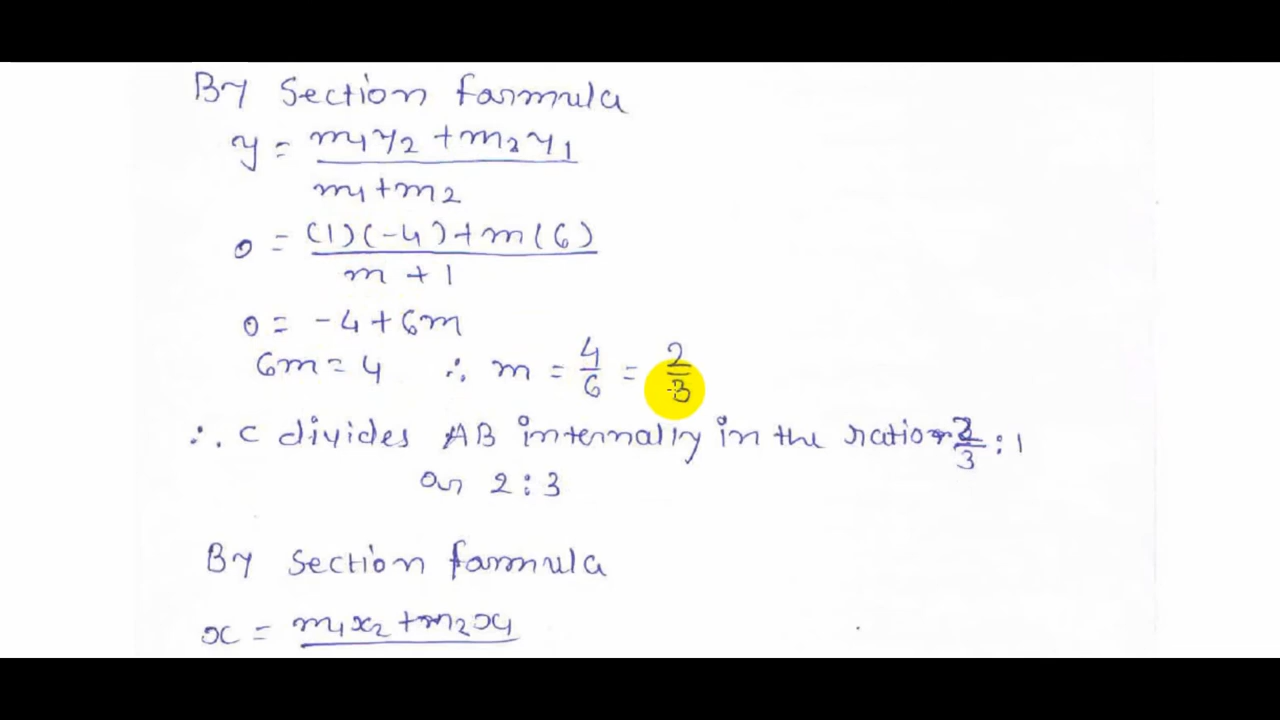 By Section formula
y = m₁y₂ + m₂y₁ / m₁ + m₂
0 = (1)(-4) + m(6) / m + 1
0 = -4 + 6m
6m = 4 ∴ m = 4/6 = 2/3
∴ C divides AB internally in the ratio 2/3 : 1
or 2 : 3
By Section formula
x = m₁x₂ + m₂x₁